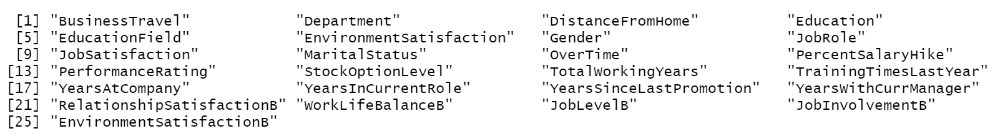 [1] "BusinessTravel" "Department" "DistanceFromHome" "Education"
[5] "EducationField" "EnvironmentSatisfaction" "Gender" "JobRole"
[9] "JobSatisfaction" "MaritalStatus" "OverTime" "PercentSalaryHike"
[13] "PerformanceRating" "StockOptionLevel" "TotalWorkingYears" "TrainingTimesLastYear"
[17] "YearsAtCompany" "YearsInCurrentRole" "YearsSinceLastPromotion" "YearsWithCurrManager"
[21] "RelationshipSatisfactionB" "WorkLifeBalanceB" "JobLevelB" "JobInvolvementB"
[25] "EnvironmentSatisfactionB"